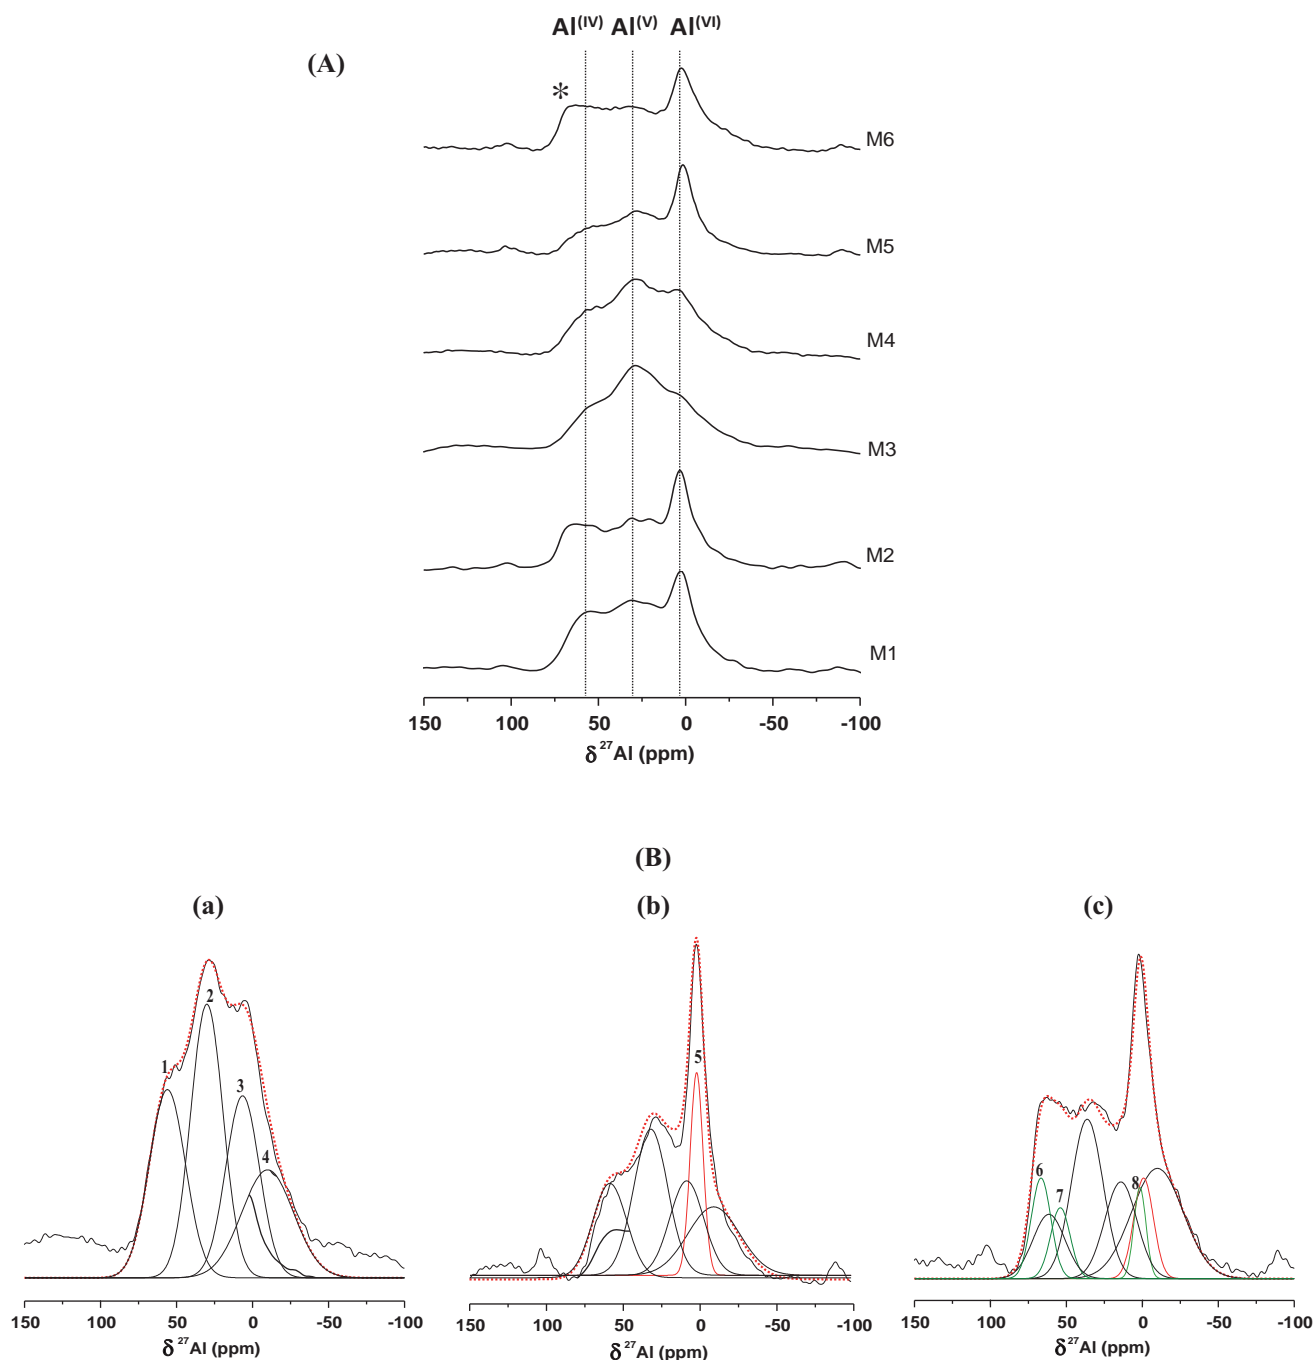 Al(IV) Al(V) Al(VI)
(A)
*
M6
M5
M4
M3
M2
M1
150 100 50 0 -50 -100
δ 27Al (ppm)
(B)
(a) (b) (c)
1 2 3 4
5
6 7 8
150 100 50 0 -50 -100
δ 27Al (ppm)
150 100 50 0 -50 -100
δ 27Al (ppm)
150 100 50 0 -50 -100
δ 27Al (ppm)